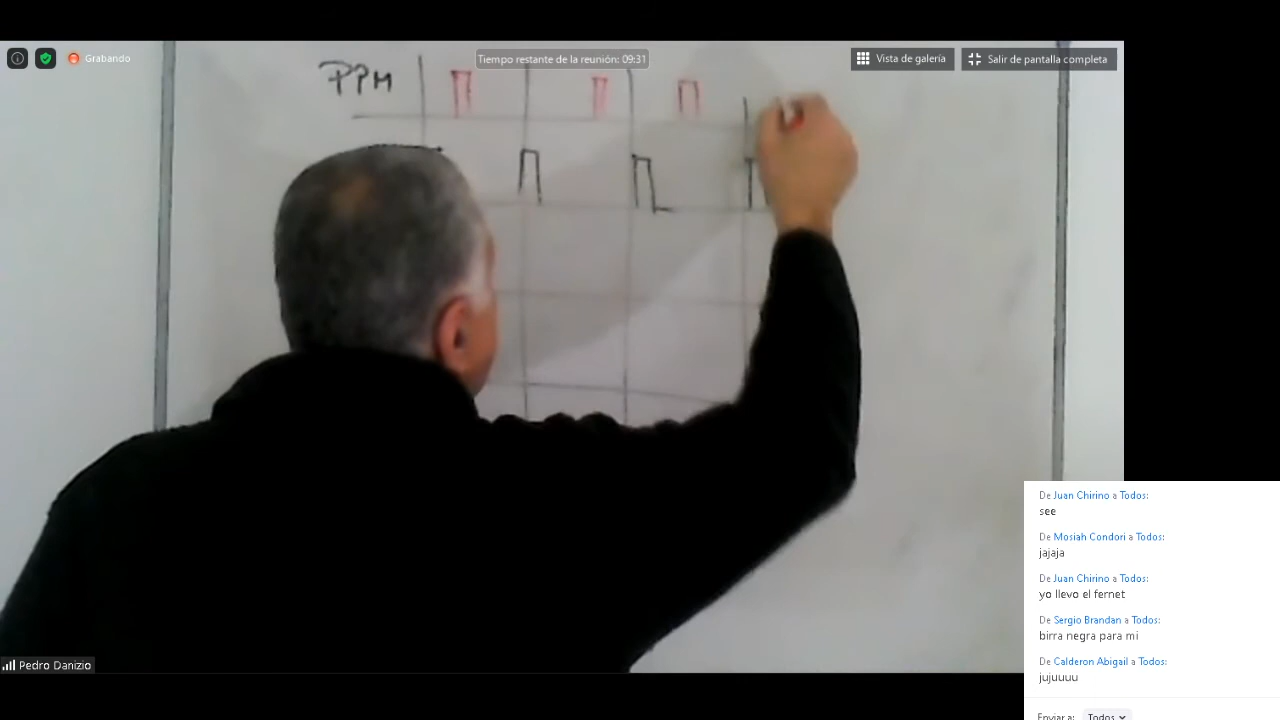 Grabando
Tiempo restante de la reunión: 09:31
Vista de galería
Salir de pantalla completa
PPM
De Juan Chirino a Todos:
see
De Mosiah Condori a Todos:
jajaja
De Juan Chirino a Todos:
yo llevo el fernet
De Sergio Brandan a Todos:
birra negra para mi
De Calderon Abigail a Todos:
jujuuuu
Pedro Danizio
Enviar a: Todos